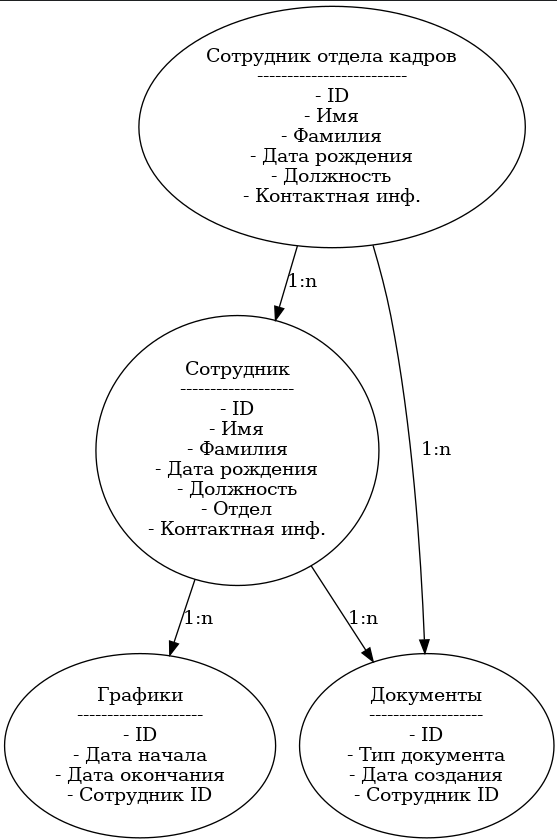 Сотрудник отдела кадров
-------------------------
- ID
- Имя
- Фамилия
- Дата рождения
- Должность
- Контактная инф.
1:n
Сотрудник
-------------------
- ID
- Имя
- Фамилия
- Дата рождения
- Должность
- Отдел
- Контактная инф.
1:n
1:n
1:n
Графики
---------------------
- ID
- Дата начала
- Дата окончания
- Сотрудник ID
Документы
-------------------
- ID
- Тип документа
- Дата создания
- Сотрудник ID